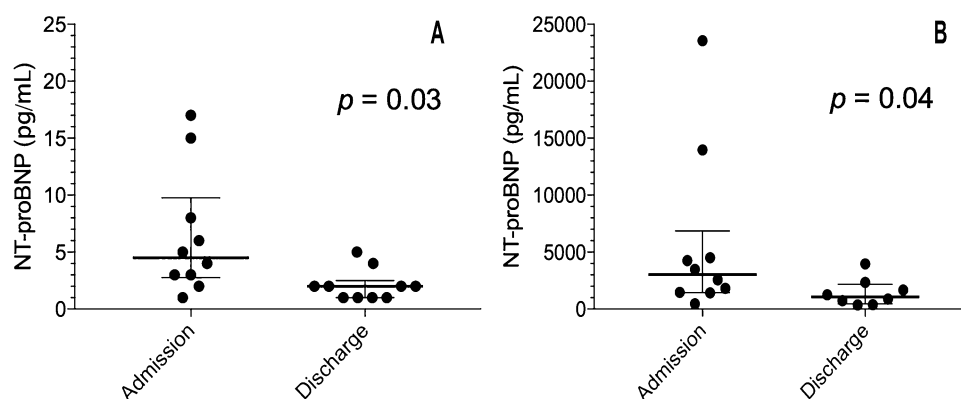 A
NT-proBNP (pg/mL)
25
20
15
10
5
0
p = 0.03
Admission
Discharge
B
NT-proBNP (pg/mL)
25000
20000
15000
10000
5000
0
p = 0.04
Admission
Discharge